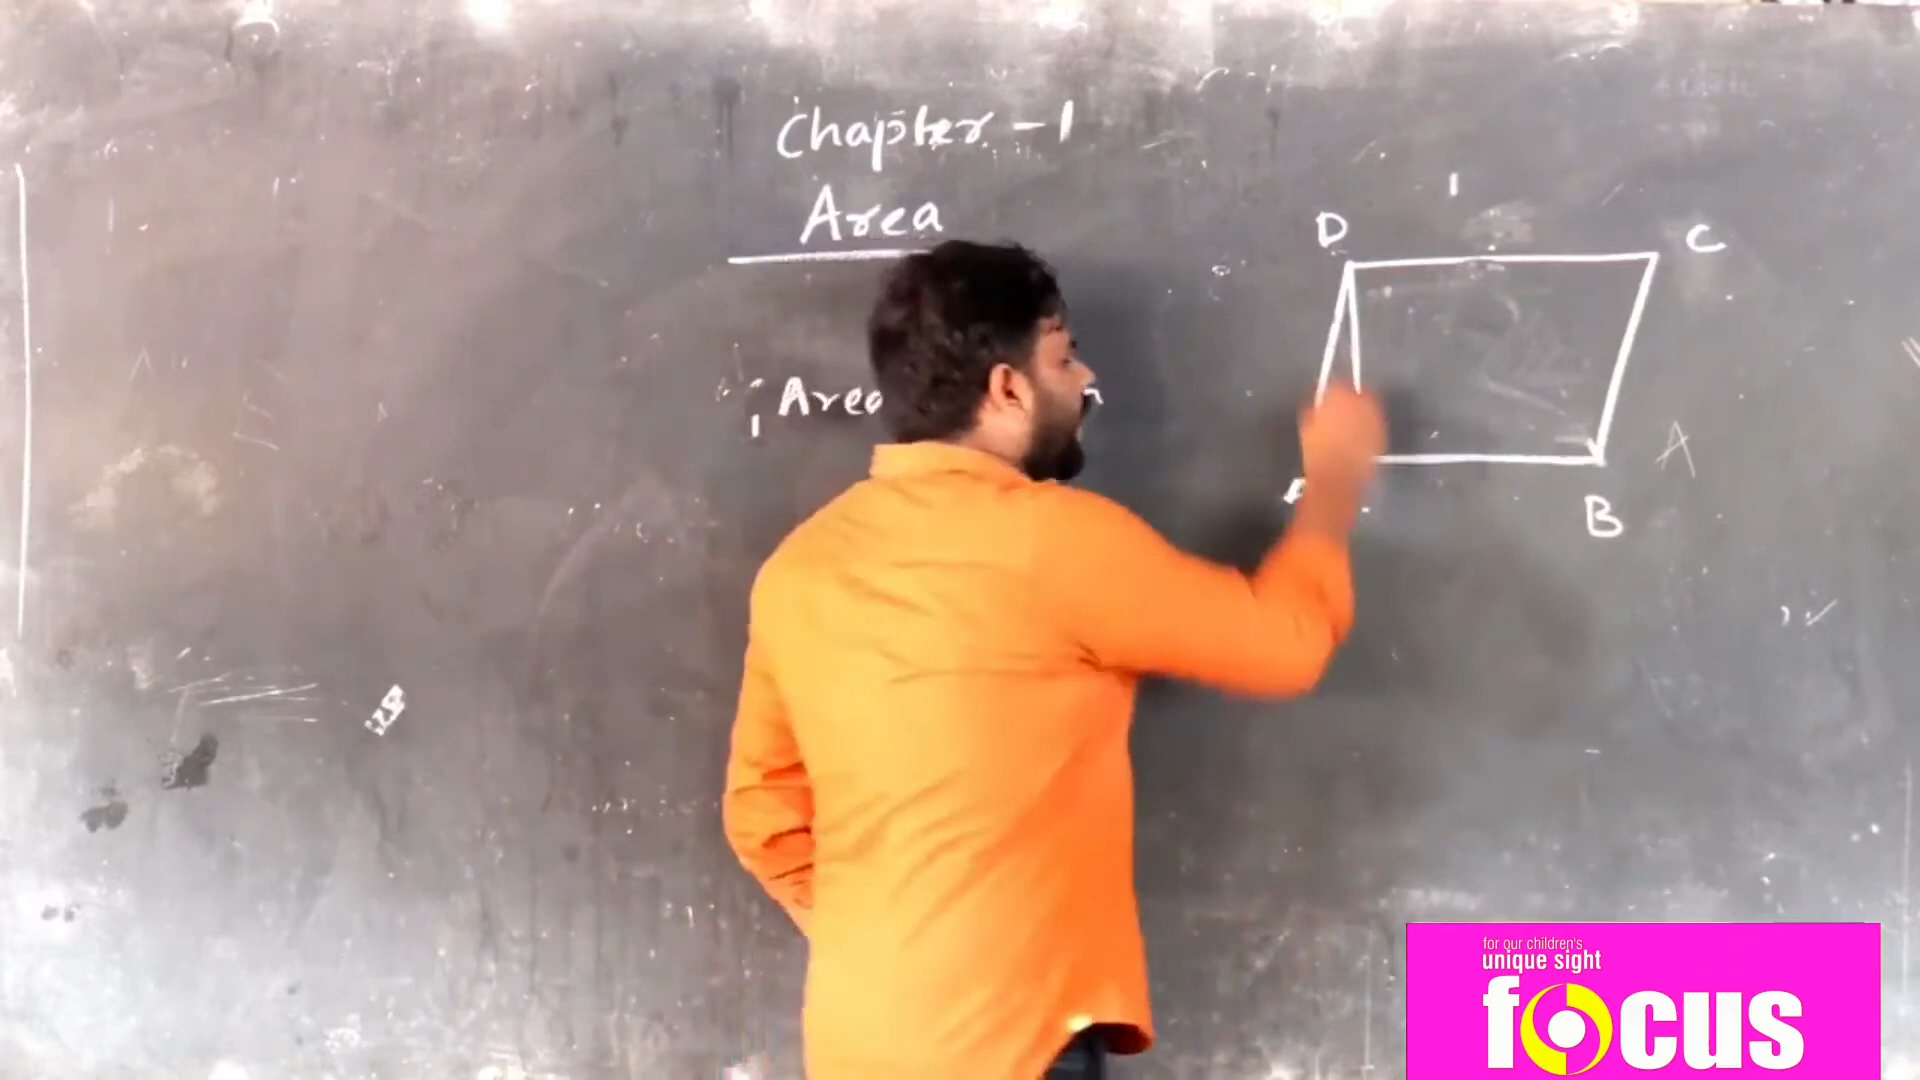 Chapter - 1
Area
D
C
Area
A
B
for our children's
unique sight
focus